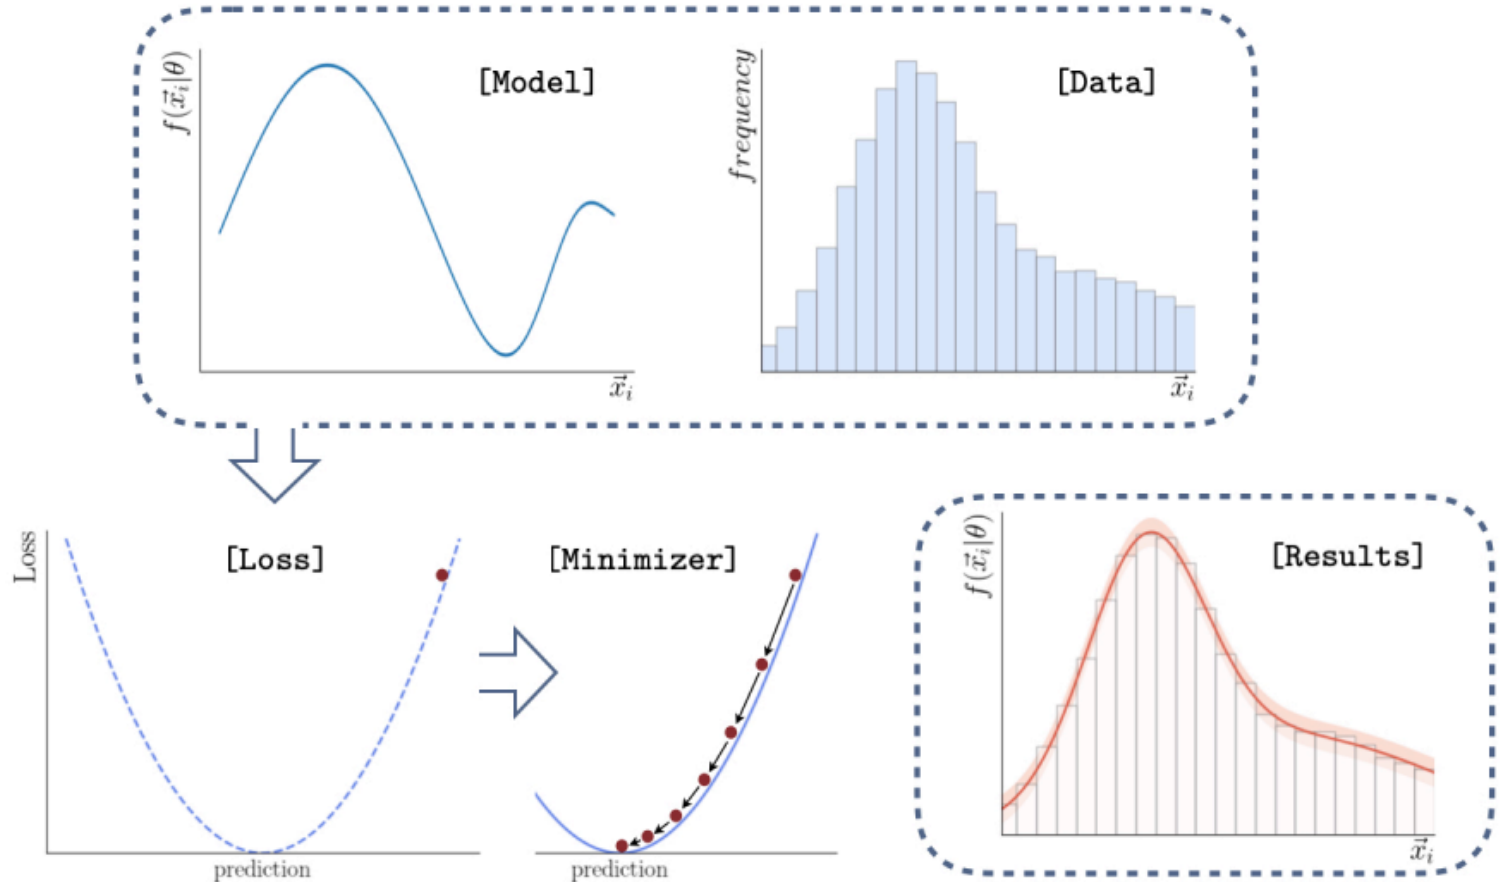 f(x⃗ᵢ|θ)
[Model]
x⃗ᵢ
frequency
[Data]
x⃗ᵢ
Loss
[Loss]
prediction
[Minimizer]
prediction
f(x⃗ᵢ|θ)
[Results]
x⃗ᵢ